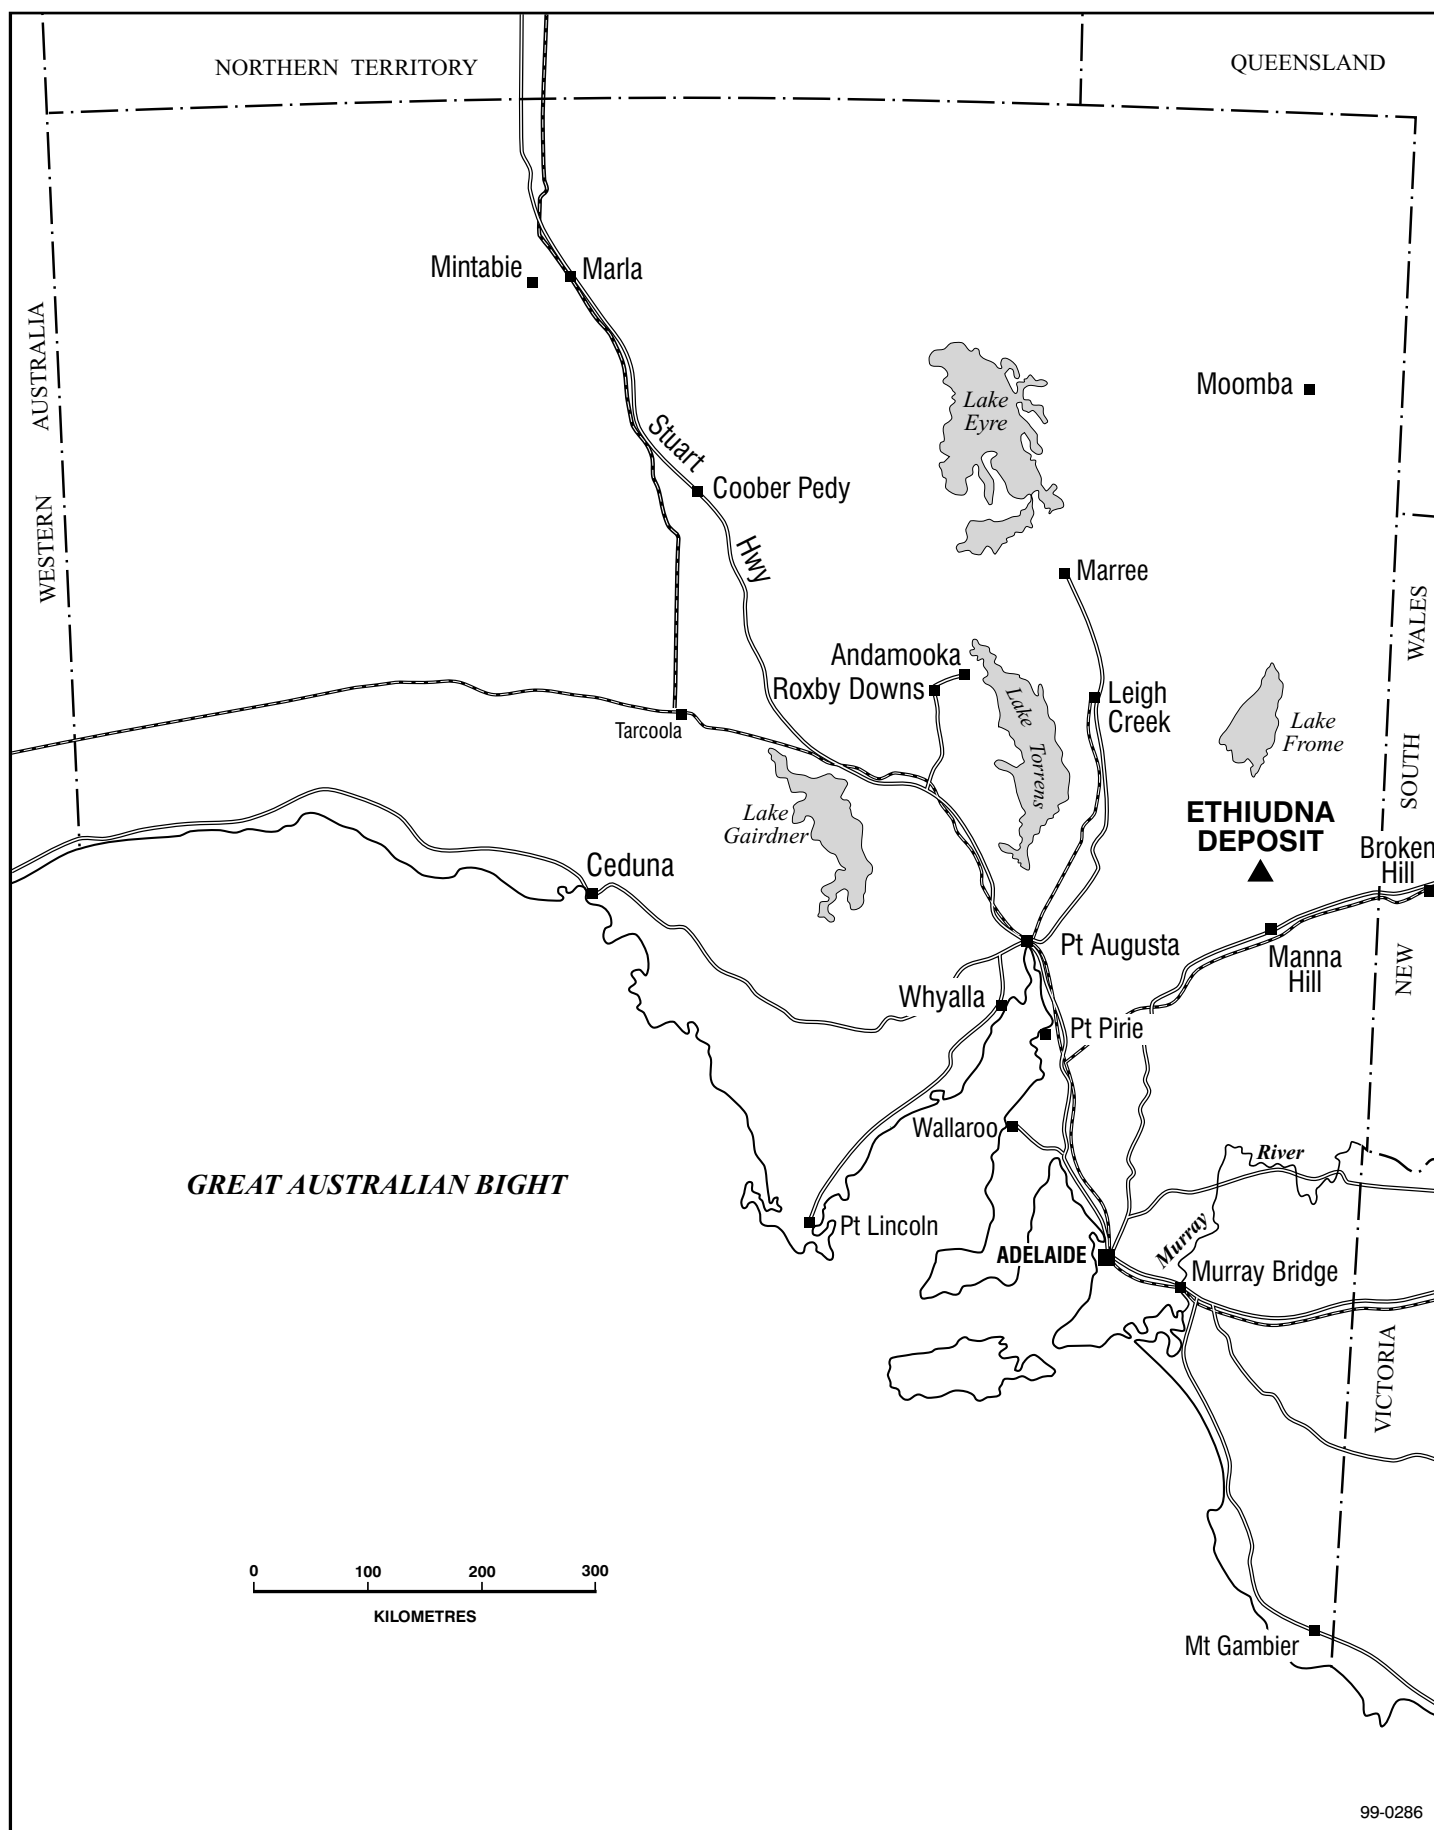 NORTHERN TERRITORY
QUEENSLAND
Mintabie
Marla
WESTERN AUSTRALIA
Lake
Eyre
Moomba
Stuart
Hwy
Coober Pedy
Marree
Andamooka
Roxby Downs
Lake Torrens
Leigh
Creek
Lake
Frome
NEW SOUTH WALES
Tarcoola
Lake
Gairdner
ETHIUDNA
DEPOSIT
Broken
Hill
Ceduna
Pt Augusta
Manna
Hill
Whyalla
Pt Pirie
Wallaroo
River
GREAT AUSTRALIAN BIGHT
Pt Lincoln
Murray
ADELAIDE
Murray Bridge
VICTORIA
0 100 200 300
KILOMETRES
Mt Gambier
99-0286